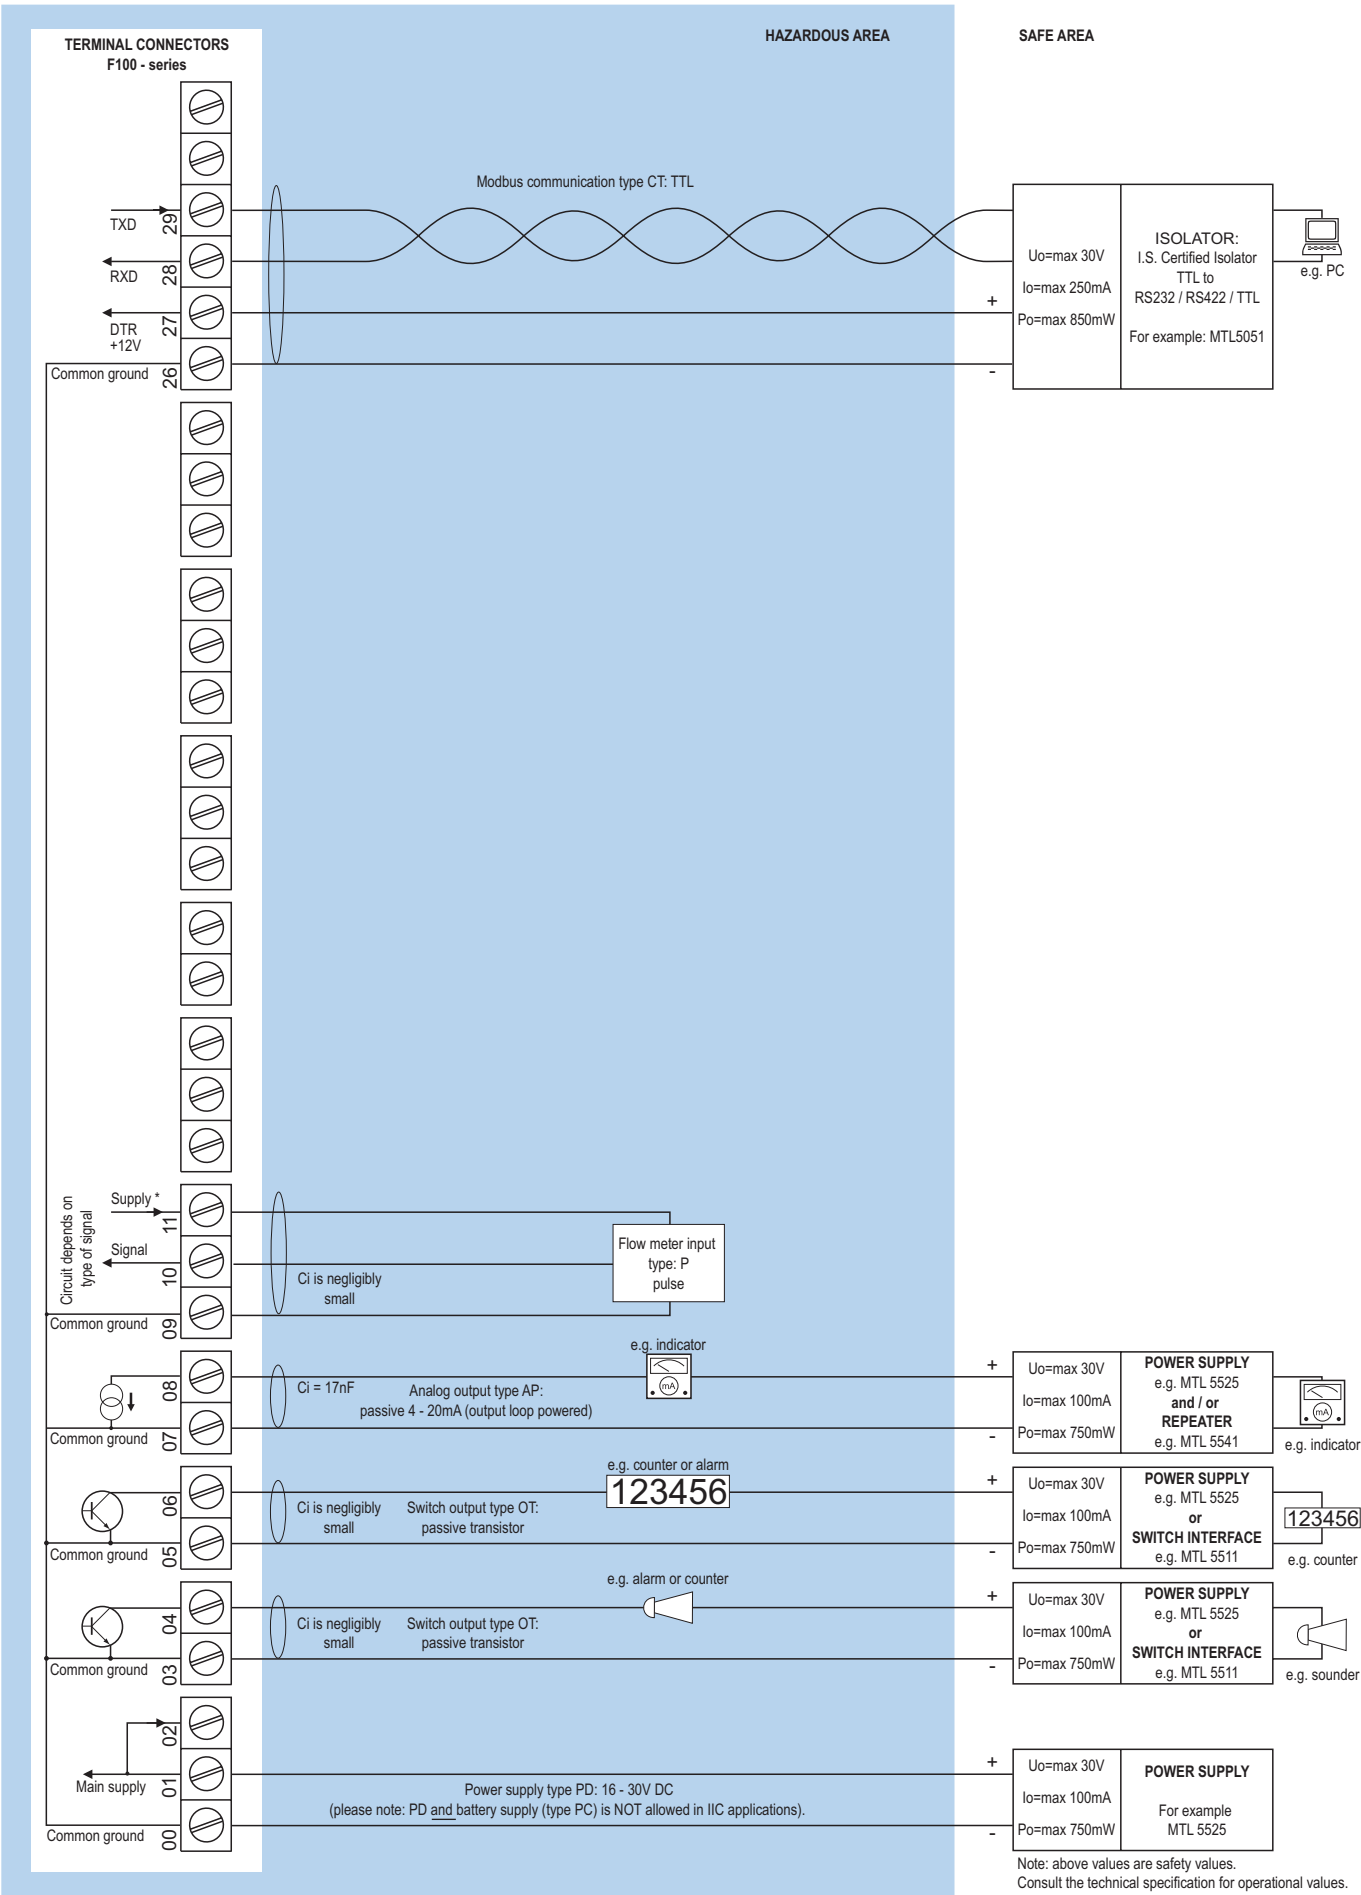 HAZARDOUS AREA
SAFE AREA
TERMINAL CONNECTORS
F100 - series
Modbus communication type CT: TTL
TXD
29
RXD
28
DTR
+12V
27
Common ground
26
+
-
Uo=max 30V
Io=max 250mA
Po=max 850mW
ISOLATOR:
I.S. Certified Isolator
TTL to
RS232 / RS422 / TTL
For example: MTL5051
e.g. PC
Circuit depends on
type of signal
Supply *
11
Signal
10
Common ground
09
Ci is negligibly
small
Flow meter input
type: P
pulse
08
Common ground
07
Ci = 17nF
Analog output type AP:
passive 4 - 20mA (output loop powered)
e.g. indicator
mA
+
-
Uo=max 30V
Io=max 100mA
Po=max 750mW
POWER SUPPLY
e.g. MTL 5525
and / or
REPEATER
e.g. MTL 5541
mA
e.g. indicator
06
Common ground
05
Ci is negligibly
small
Switch output type OT:
passive transistor
e.g. counter or alarm
123456
+
-
Uo=max 30V
Io=max 100mA
Po=max 750mW
POWER SUPPLY
e.g. MTL 5525
or
SWITCH INTERFACE
e.g. MTL 5511
123456
e.g. counter
04
Common ground
03
Ci is negligibly
small
Switch output type OT:
passive transistor
e.g. alarm or counter
+
-
Uo=max 30V
Io=max 100mA
Po=max 750mW
POWER SUPPLY
e.g. MTL 5525
or
SWITCH INTERFACE
e.g. MTL 5511
e.g. sounder
02
Main supply
01
Common ground
00
Power supply type PD: 16 - 30V DC
(please note: PD and battery supply (type PC) is NOT allowed in IIC applications).
+
-
Uo=max 30V
Io=max 100mA
Po=max 750mW
POWER SUPPLY
For example
MTL 5525
Note: above values are safety values.
Consult the technical specification for operational values.